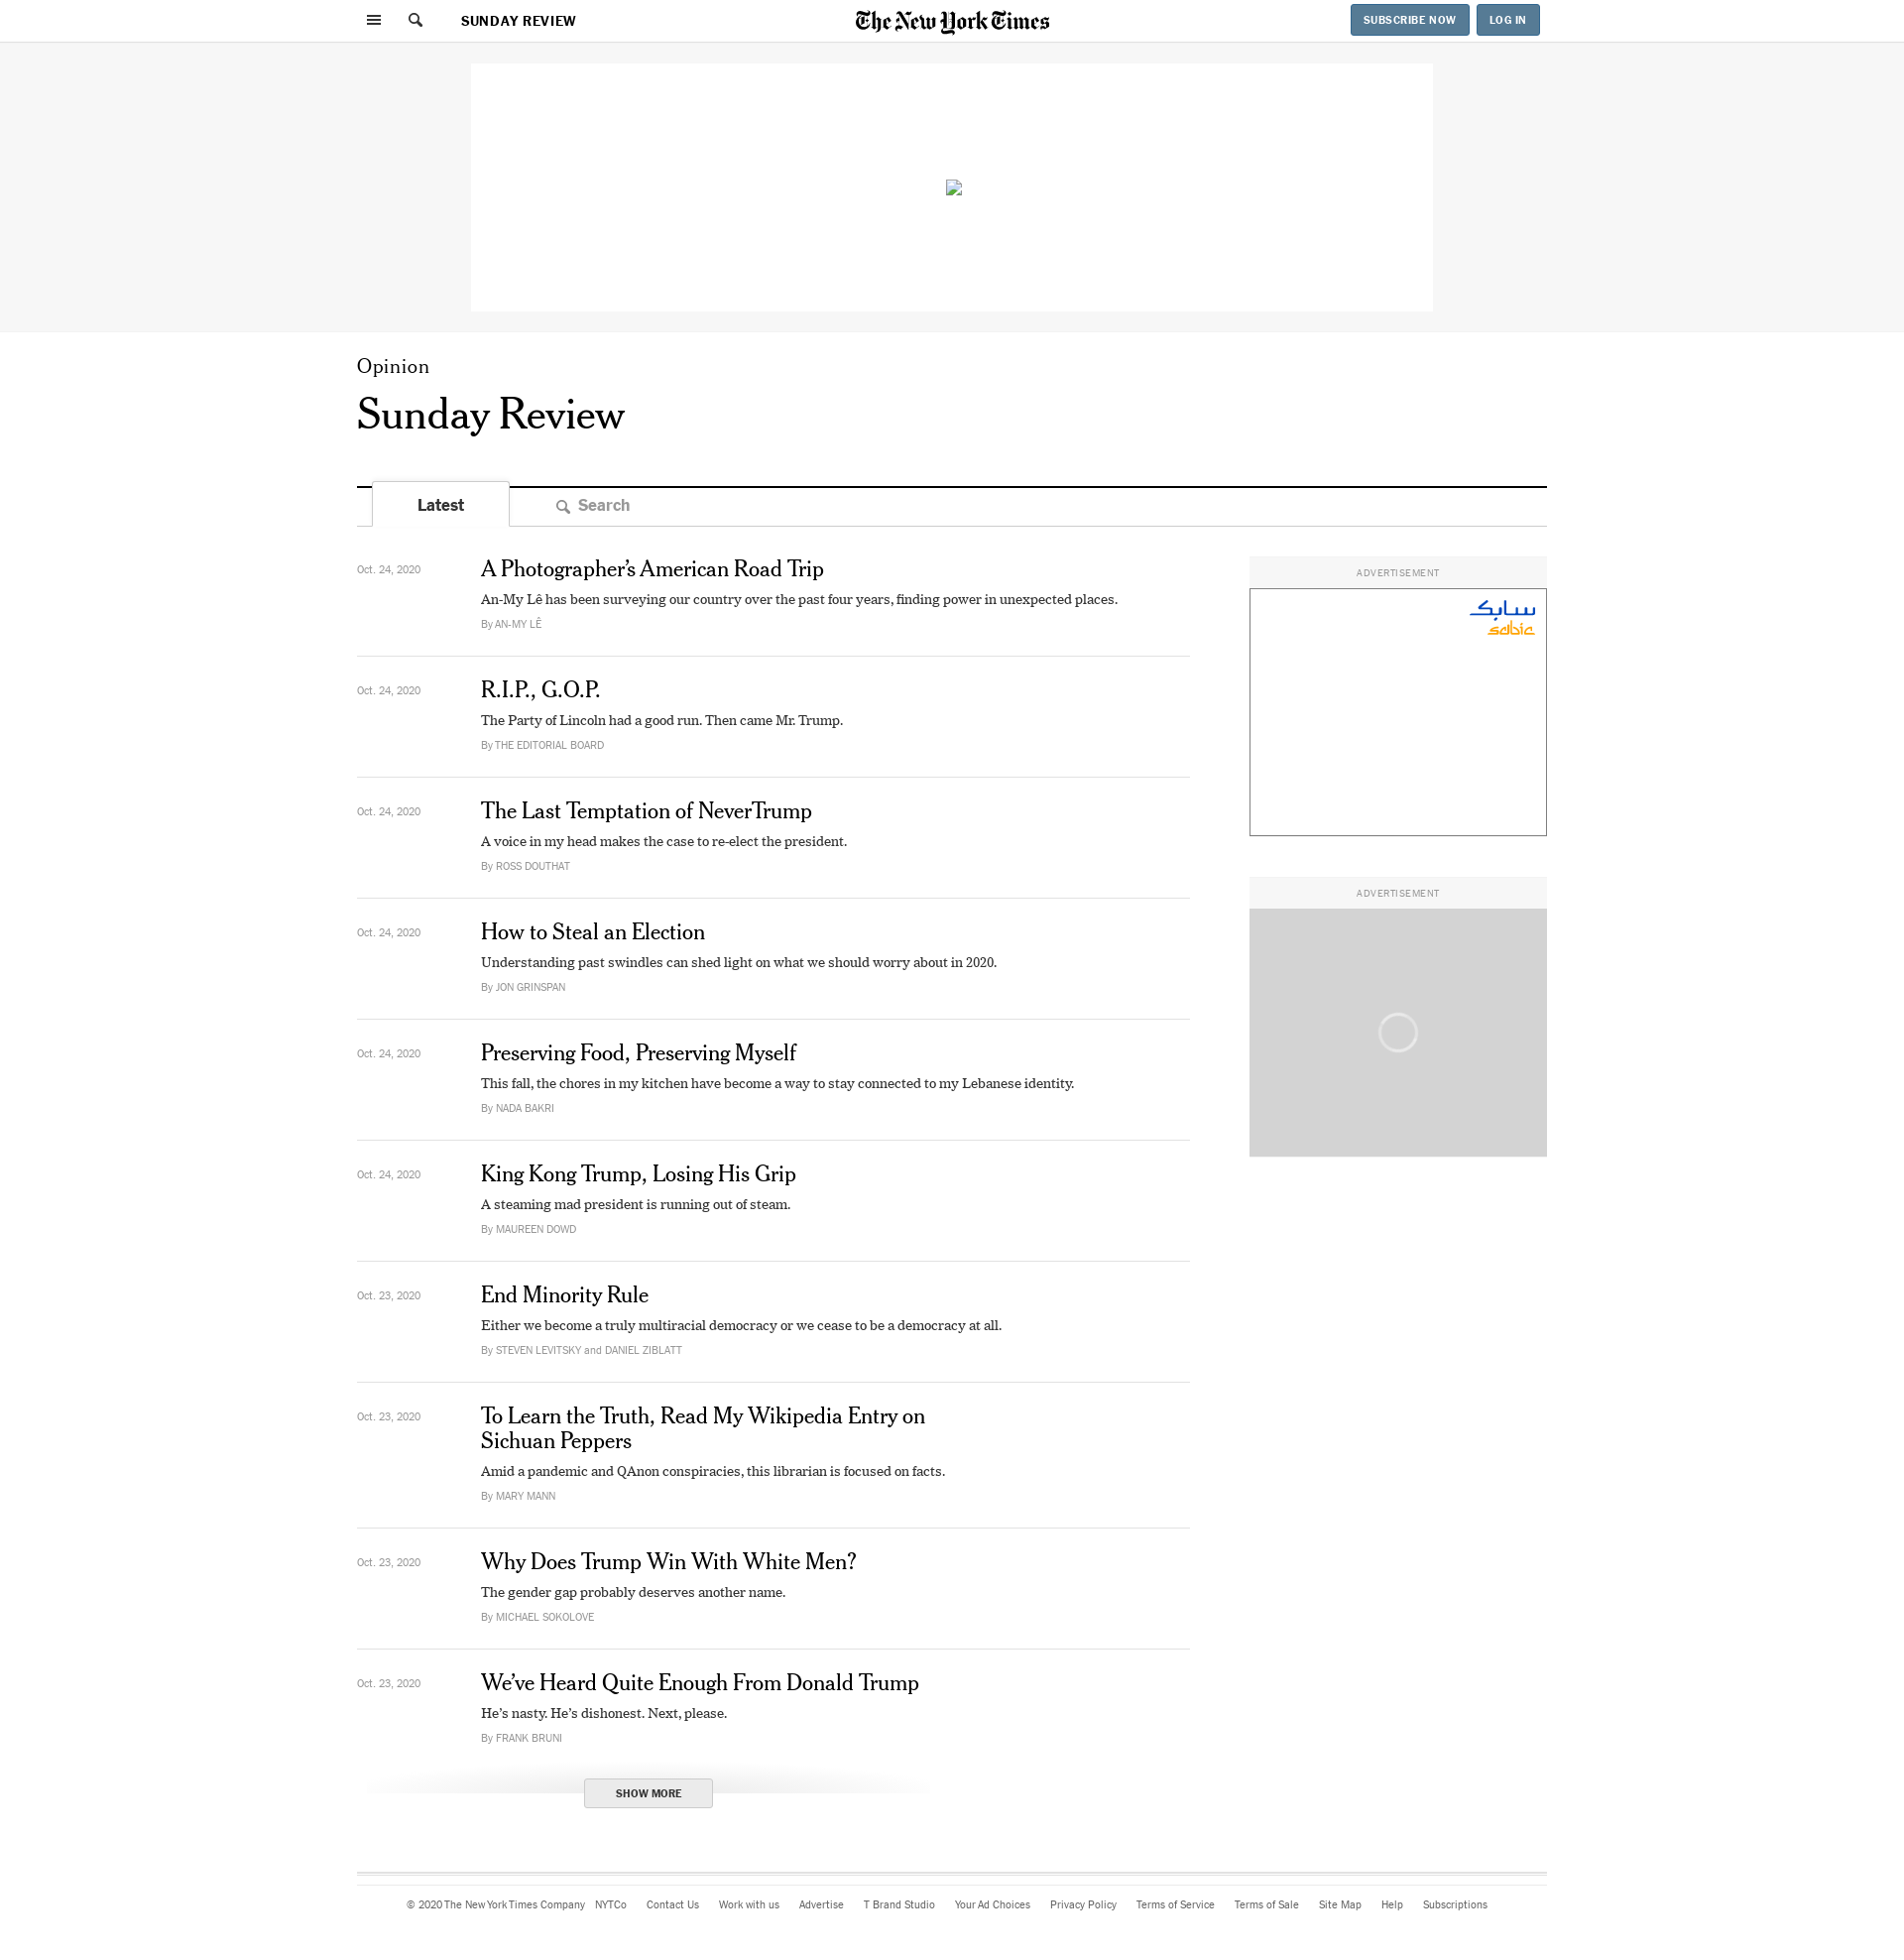 SUNDAY REVIEW
The New York Times
SUBSCRIBE NOW
LOG IN
Opinion
Sunday Review
Latest
Search
Oct. 24, 2020
A Photographer’s American Road Trip
An-My Lê has been surveying our country over the past four years, finding power in unexpected places.
By AN-MY LÊ
Oct. 24, 2020
R.I.P., G.O.P.
The Party of Lincoln had a good run. Then came Mr. Trump.
By THE EDITORIAL BOARD
Oct. 24, 2020
The Last Temptation of NeverTrump
A voice in my head makes the case to re-elect the president.
By ROSS DOUTHAT
Oct. 24, 2020
How to Steal an Election
Understanding past swindles can shed light on what we should worry about in 2020.
By JON GRINSPAN
Oct. 24, 2020
Preserving Food, Preserving Myself
This fall, the chores in my kitchen have become a way to stay connected to my Lebanese identity.
By NADA BAKRI
Oct. 24, 2020
King Kong Trump, Losing His Grip
A steaming mad president is running out of steam.
By MAUREEN DOWD
Oct. 23, 2020
End Minority Rule
Either we become a truly multiracial democracy or we cease to be a democracy at all.
By STEVEN LEVITSKY and DANIEL ZIBLATT
Oct. 23, 2020
To Learn the Truth, Read My Wikipedia Entry on
Sichuan Peppers
Amid a pandemic and QAnon conspiracies, this librarian is focused on facts.
By MARY MANN
Oct. 23, 2020
Why Does Trump Win With White Men?
The gender gap probably deserves another name.
By MICHAEL SOKOLOVE
Oct. 23, 2020
We’ve Heard Quite Enough From Donald Trump
He’s nasty. He’s dishonest. Next, please.
By FRANK BRUNI
SHOW MORE
ADVERTISEMENT
سابك
sabic
ADVERTISEMENT
© 2020 The New York Times Company NYTCo Contact Us Work with us Advertise T Brand Studio Your Ad Choices Privacy Policy Terms of Service Terms of Sale Site Map Help Subscriptions